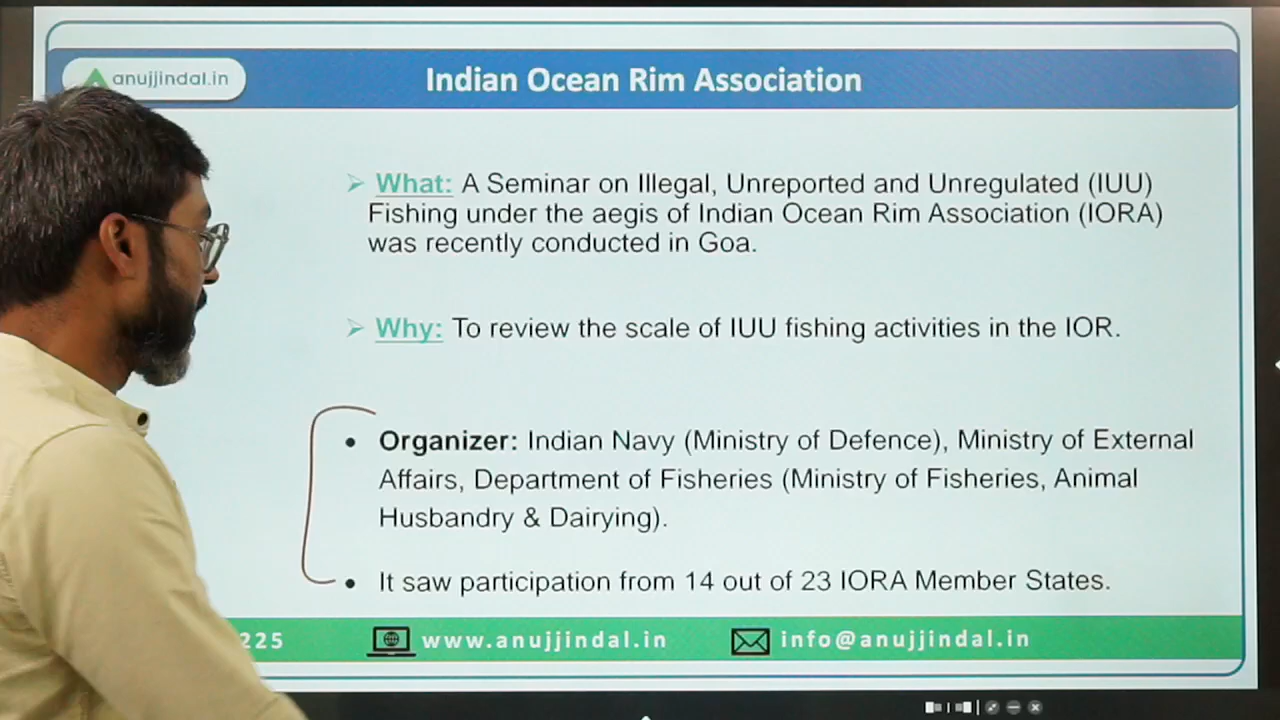 anujjindal.in
Indian Ocean Rim Association
➢ What: A Seminar on Illegal, Unreported and Unregulated (IUU)
Fishing under the aegis of Indian Ocean Rim Association (IORA)
was recently conducted in Goa.
➢ Why: To review the scale of IUU fishing activities in the IOR.
• Organizer: Indian Navy (Ministry of Defence), Ministry of External
Affairs, Department of Fisheries (Ministry of Fisheries, Animal
Husbandry & Dairying).
• It saw participation from 14 out of 23 IORA Member States.
225 www.anujjindal.in info@anujjindal.in